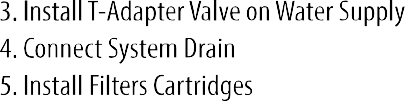 3. Install T-Adapter Valve on Water Supply
4. Connect System Drain
5. Install Filters Cartridges